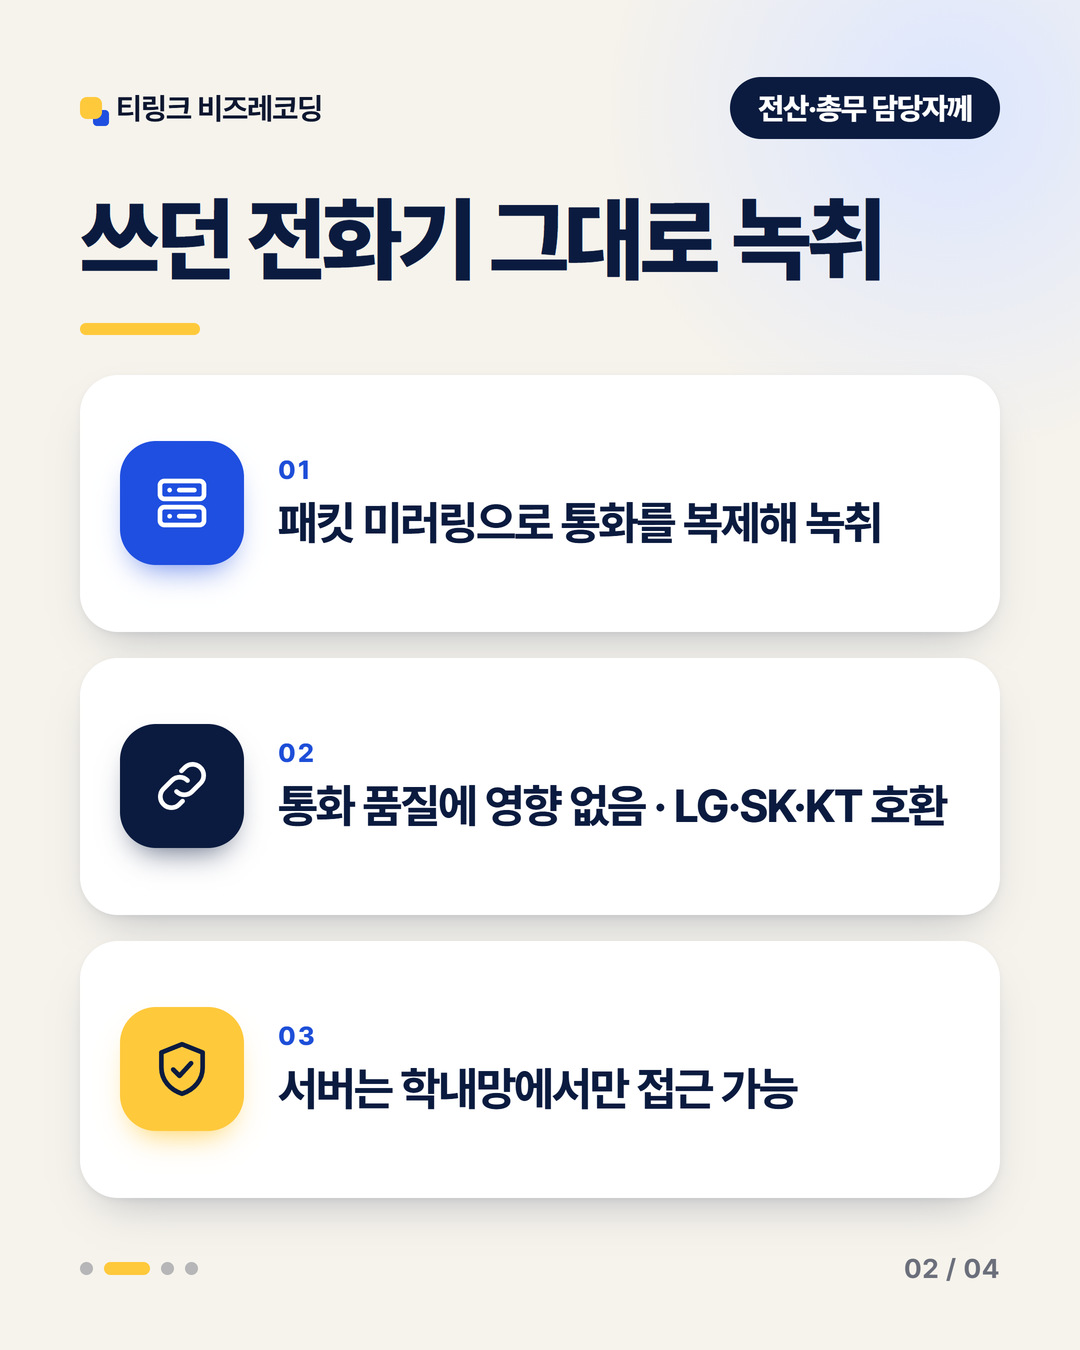 티링크 비즈레코딩
전산·총무 담당자께
쓰던 전화기 그대로 녹취
01
패킷 미러링으로 통화를 복제해 녹취
02
통화 품질에 영향 없음 · LG·SK·KT 호환
03
서버는 학내망에서만 접근 가능
02 / 04